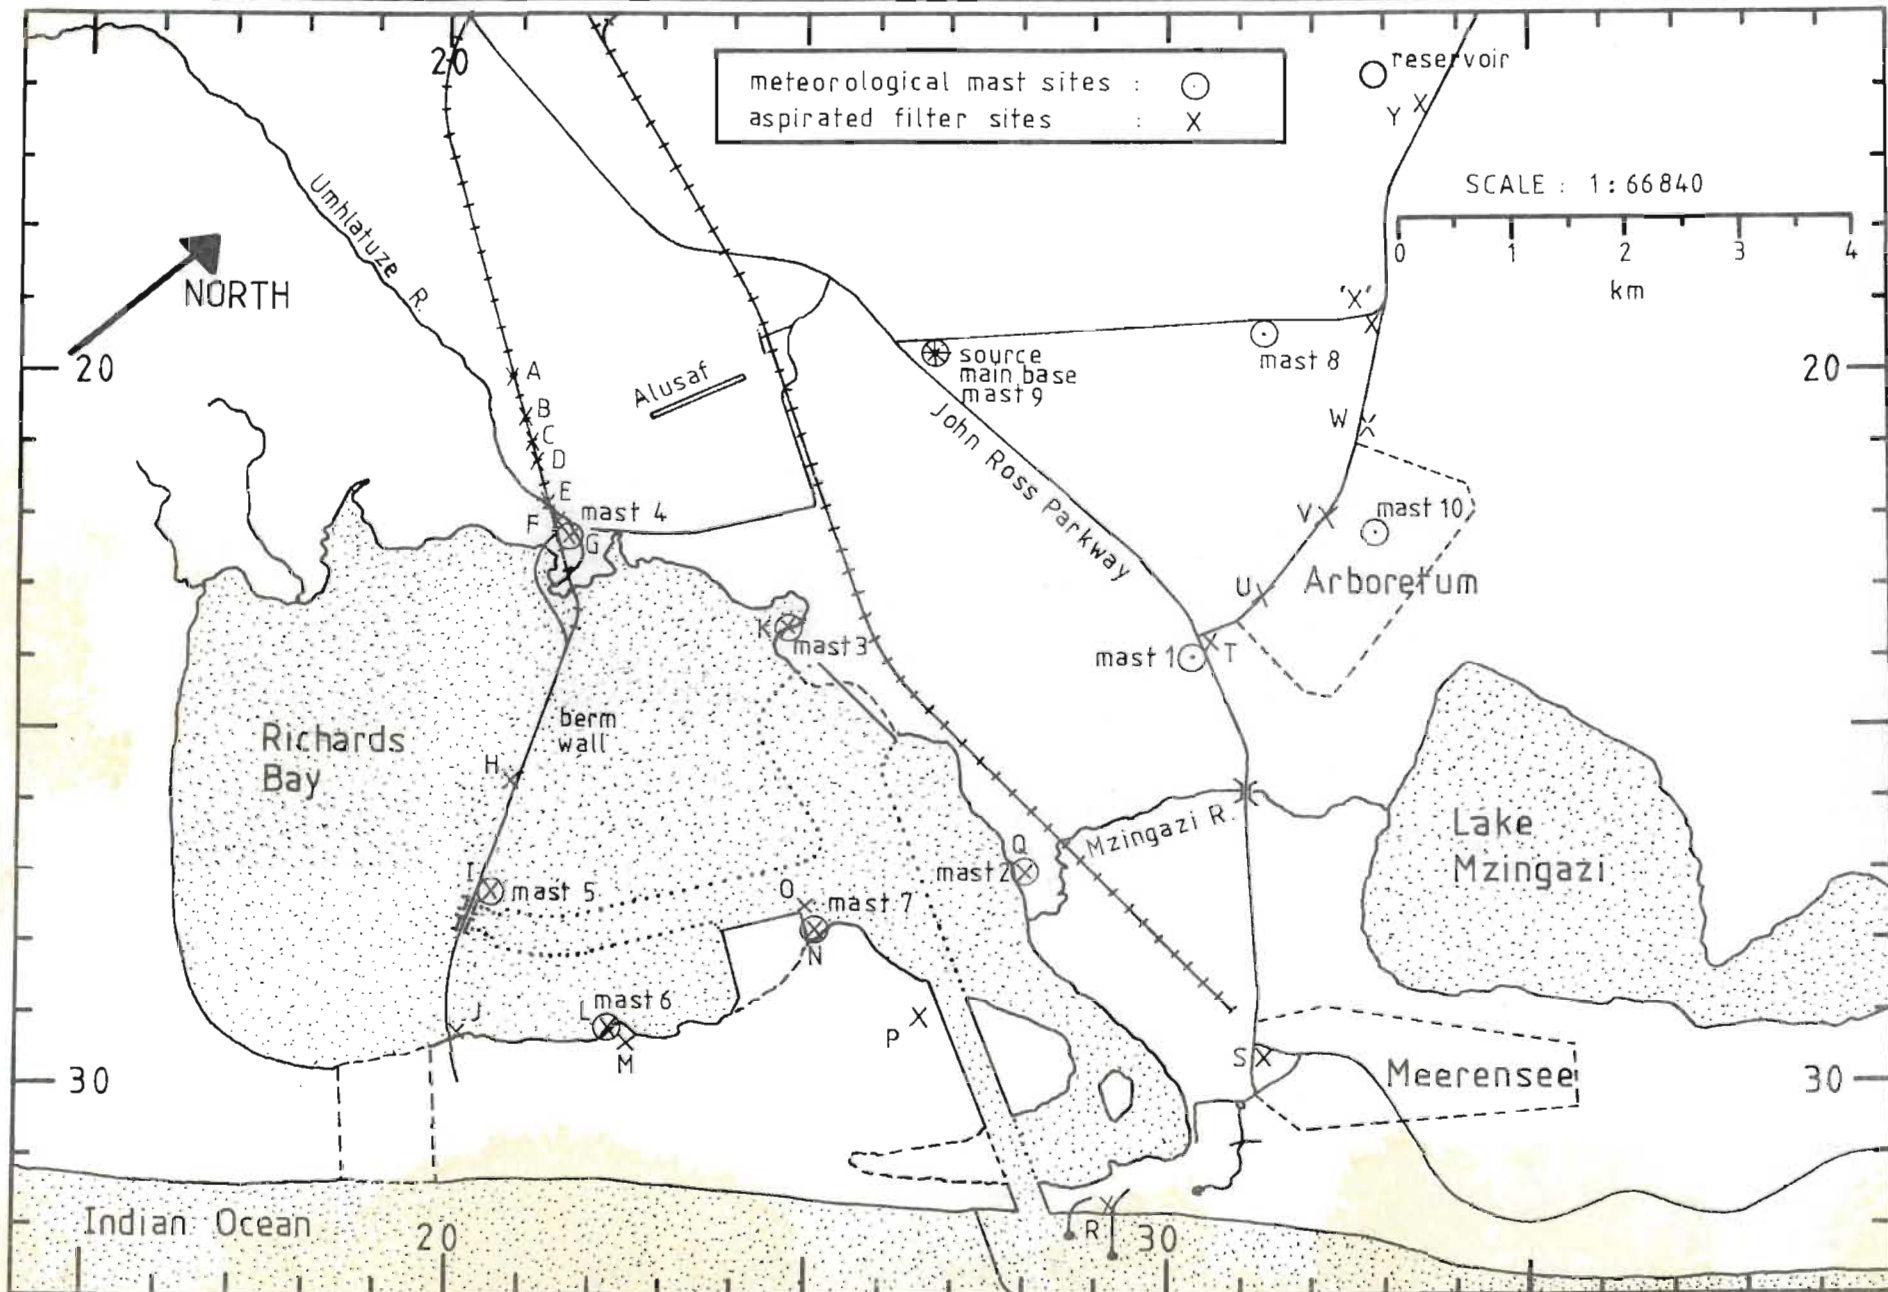 20
meteorological mast sites : ⊙
aspirated filter sites : X
reservoir
Y
SCALE : 1:66840
0 1 2 3 4
km
Umhlatuze R.
NORTH
'X'
20
A
Alusaf
source
main base
mast 9
mast 8
20
B
C
D
John Ross Parkway
W
E
mast 4
F
G
V
mast 10
U
Arboretum
K
mast 3
mast 1
T
berm
wall
Richards
Bay
H
Mzingazi R.
Lake
Mzingazi
Q
mast 2
I
mast 5
O
mast 7
N
J
L
mast 6
M
P
S
Meerensee
30
30
Indian Ocean
20
R
30